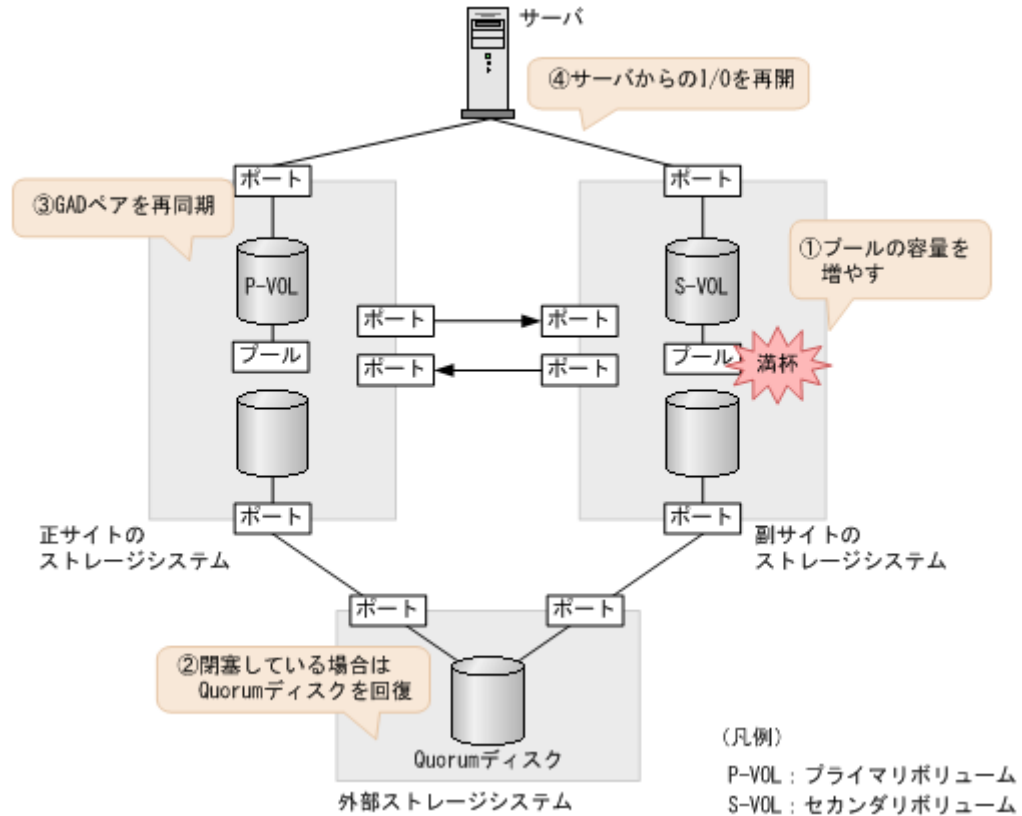 サーバ
④サーバからのI/Oを再開
ポート
ポート
③GADペアを再同期
①プールの容量を
増やす
P-VOL
S-VOL
ポート
ポート
プール
プール
満杯
ポート
ポート
ポート
ポート
正サイトの
ストレージシステム
副サイトの
ストレージシステム
ポート
ポート
②閉塞している場合は
Quorumディスクを回復
Quorumディスク
外部ストレージシステム
(凡例)
P-VOL：プライマリボリューム
S-VOL：セカンダリボリューム